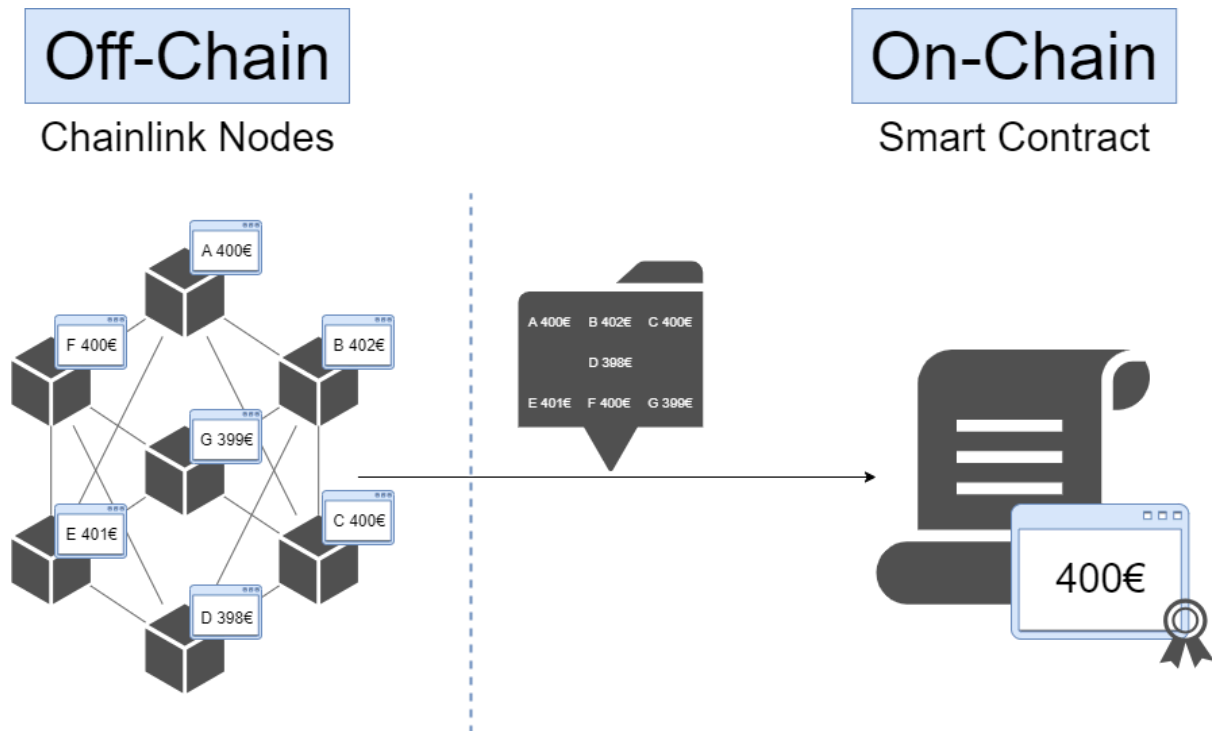 Off-Chain
Chainlink Nodes
On-Chain
Smart Contract
A 400€
F 400€
B 402€
G 399€
E 401€
C 400€
D 398€
A 400€ B 402€ C 400€
D 398€
E 401€ F 400€ G 399€
400€